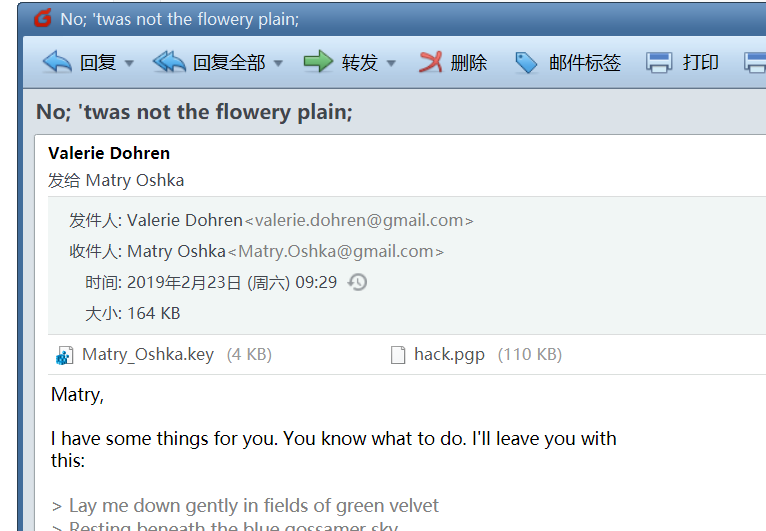 No; 'twas not the flowery plain;
回复 回复全部 转发 删除 邮件标签 打印
No; 'twas not the flowery plain;
Valerie Dohren
发给 Matry Oshka
发件人: Valerie Dohren<valerie.dohren@gmail.com>
收件人: Matry Oshka<Matry.Oshka@gmail.com>
时间: 2019年2月23日 (周六) 09:29
大小: 164 KB
Matry_Oshka.key (4 KB) hack.pgp (110 KB)
Matry,
I have some things for you. You know what to do. I'll leave you with
this:
> Lay me down gently in fields of green velvet
> Resting beneath the blue gossamer sky